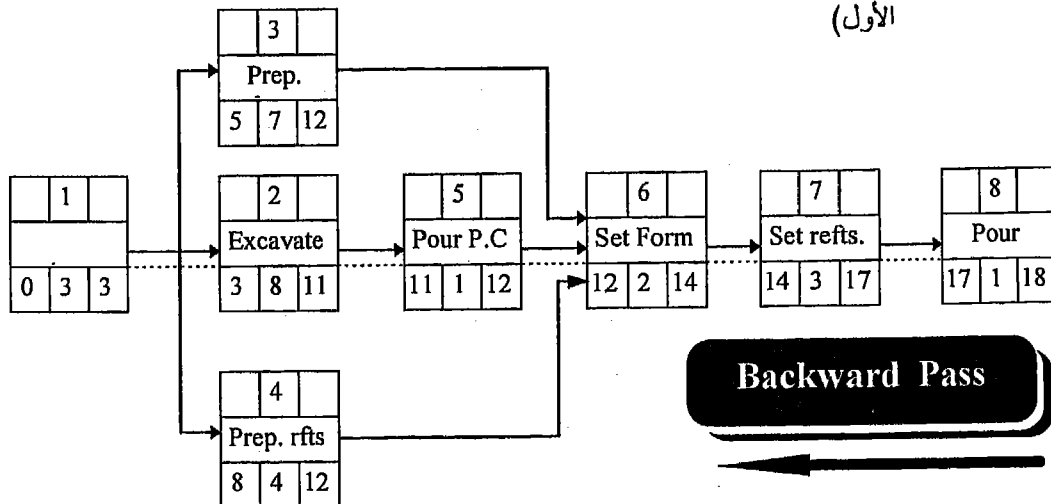 الأول)
3
Prep.
5 7 12
1
0 3 3
2
Excavate
3 8 11
5
Pour P.C
11 1 12
6
Set Form
12 2 14
7
Set refts.
14 3 17
8
Pour
17 1 18
4
Prep. rfts
8 4 12
Backward Pass